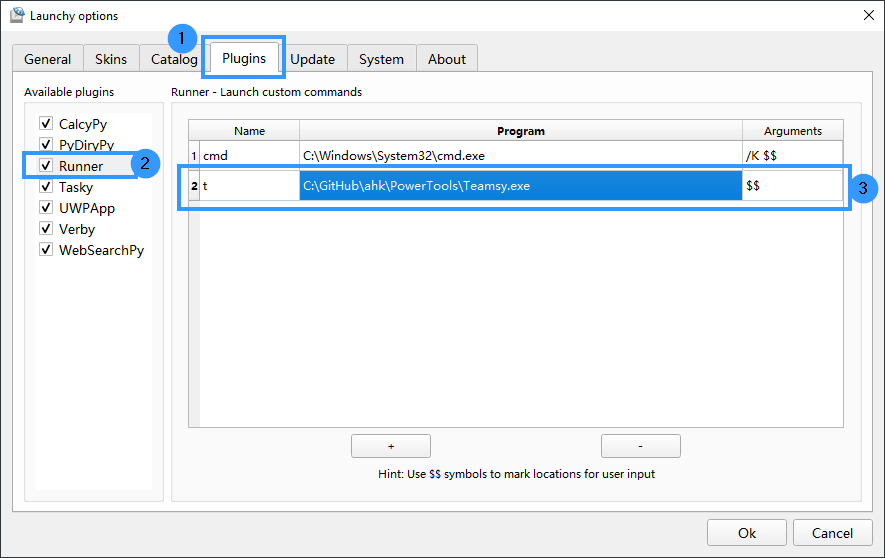 Launchy options
1
General Skins Catalog Plugins Update System About
Available plugins
Runner - Launch custom commands
CalcyPy
PyDiryPy
Runner
2
Tasky
UWPApp
Verby
WebSearchPy
Name Program Arguments
1 cmd C:\Windows\System32\cmd.exe /K $$
2 t C:\GitHub\ahk\PowerTools\Teamsy.exe $$
3
+ -
Hint: Use $$ symbols to mark locations for user input
Ok Cancel